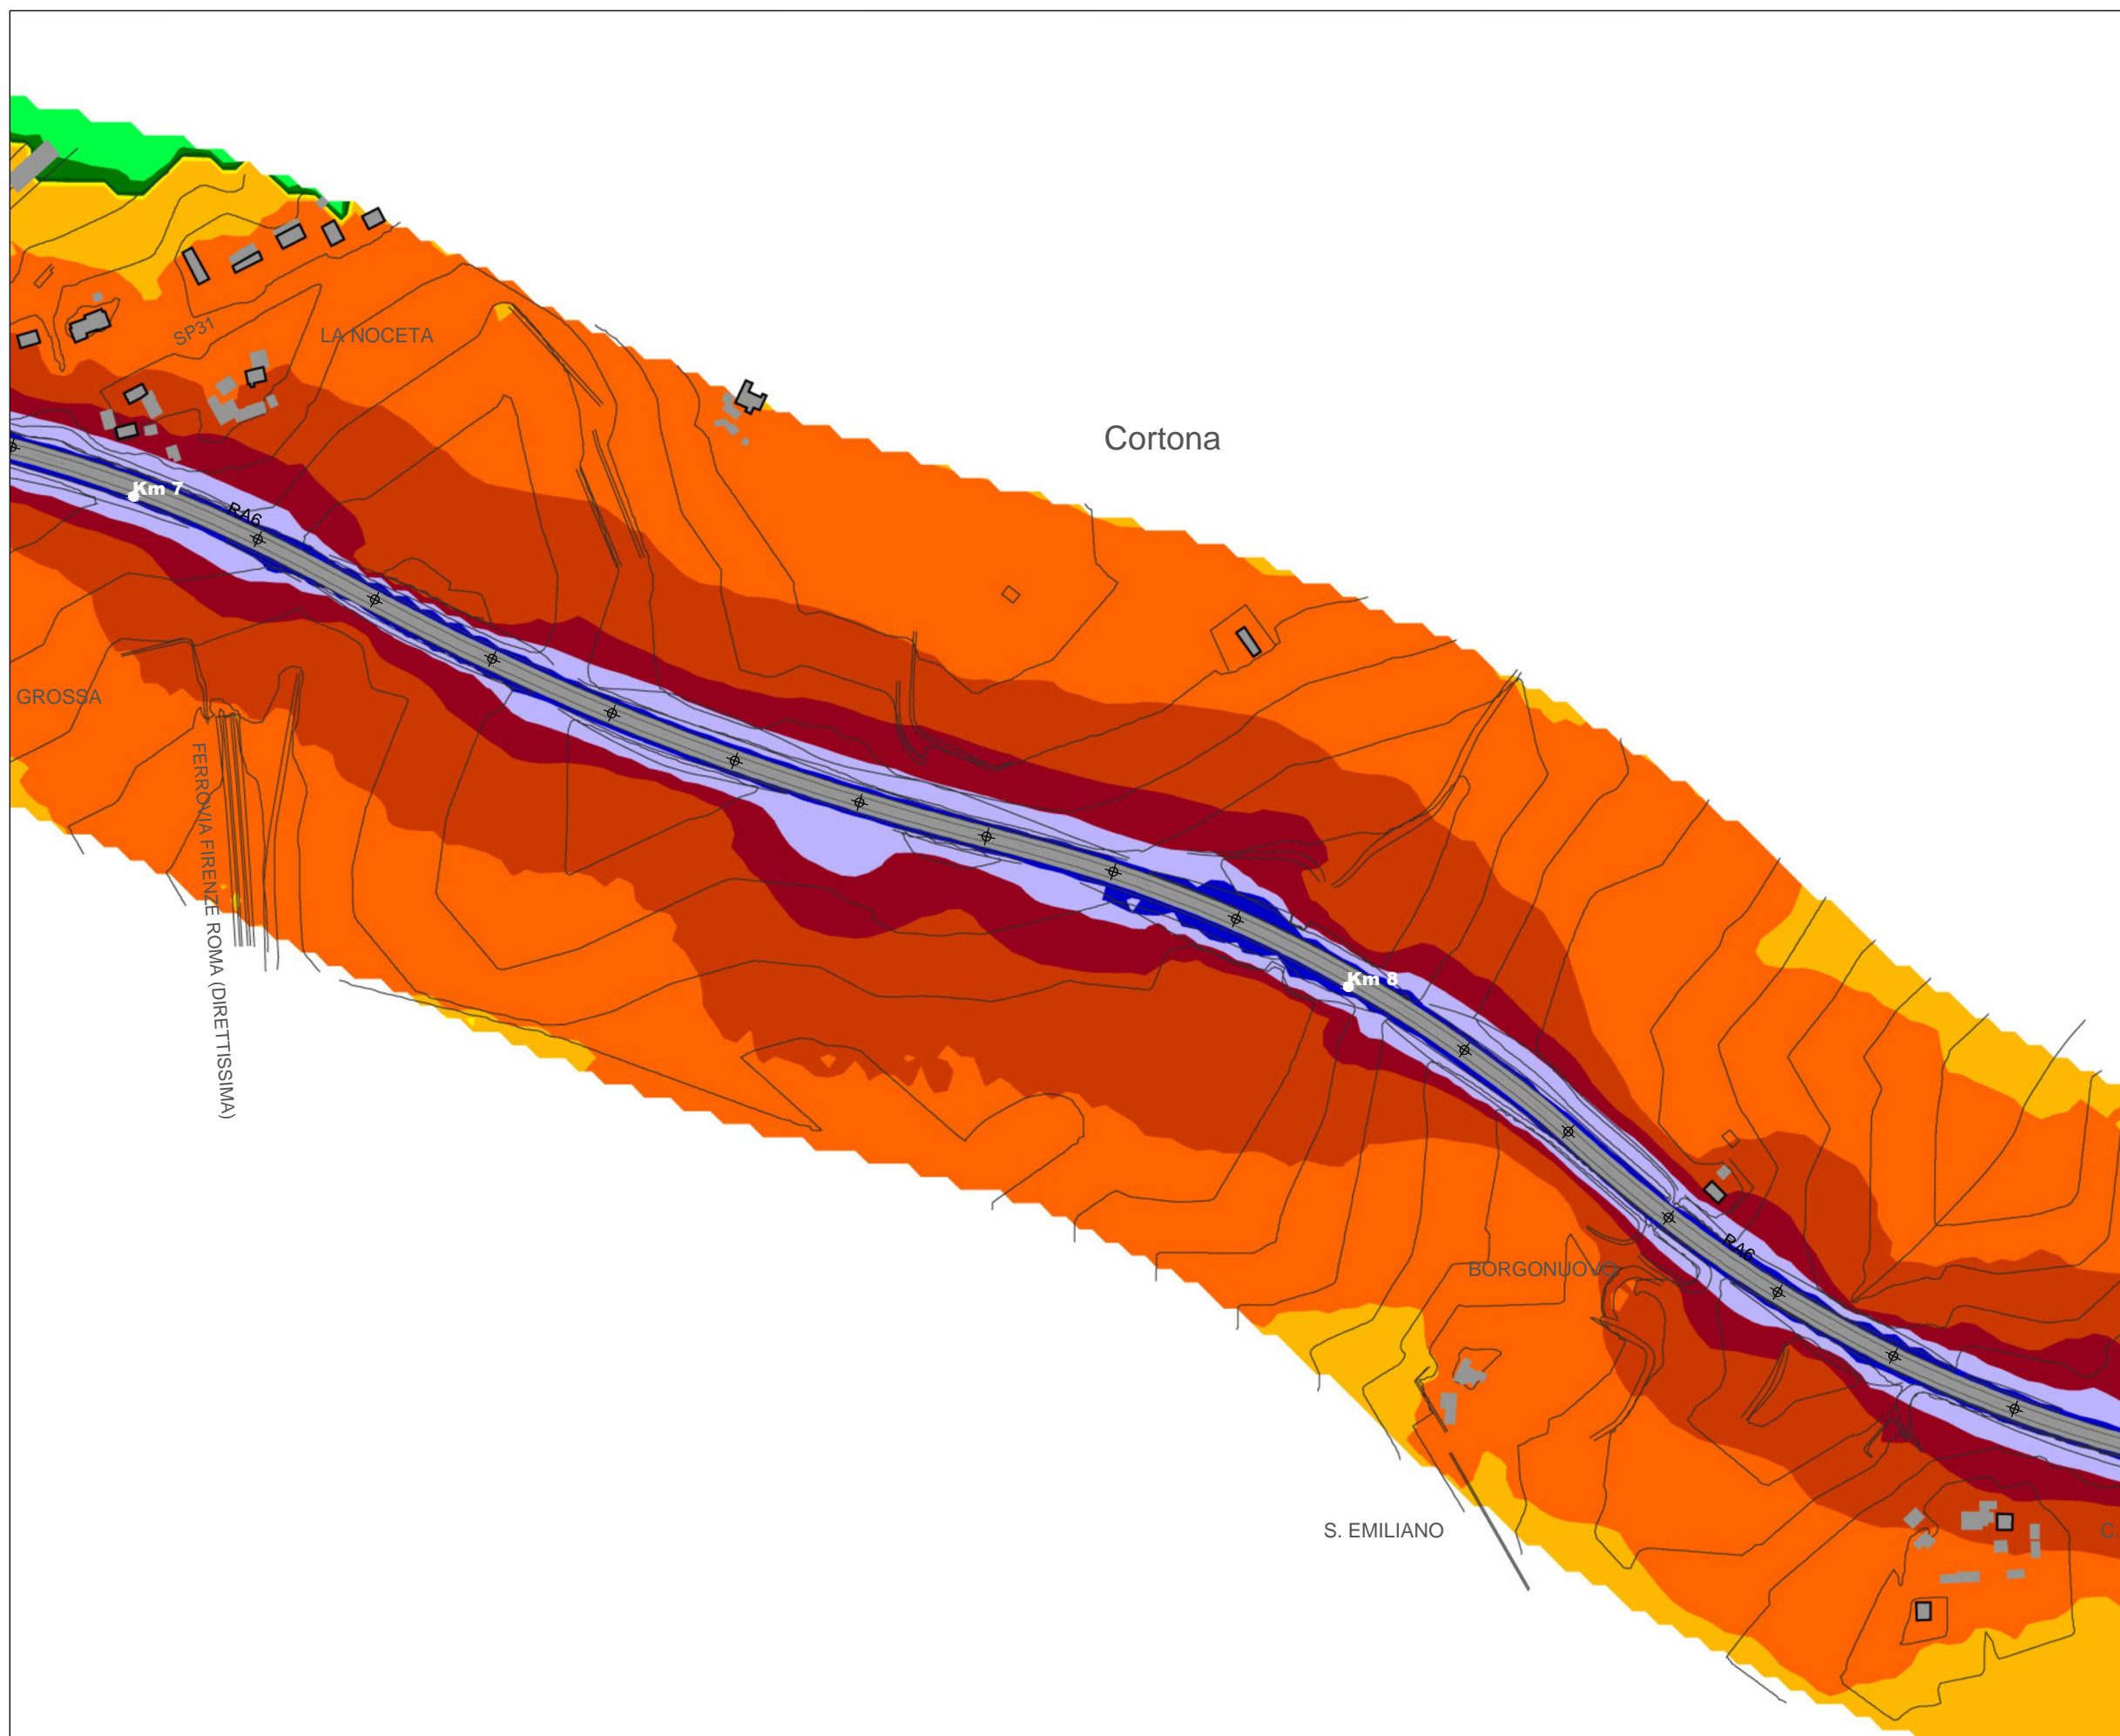 SP31
LA NOCETA
Cortona
Km 7
RA6
GROSSA
FERROVIA FIRENZE ROMA (DIRETTISSIMA)
Km 8
RA6
BORGONUOVO
S. EMILIANO
C